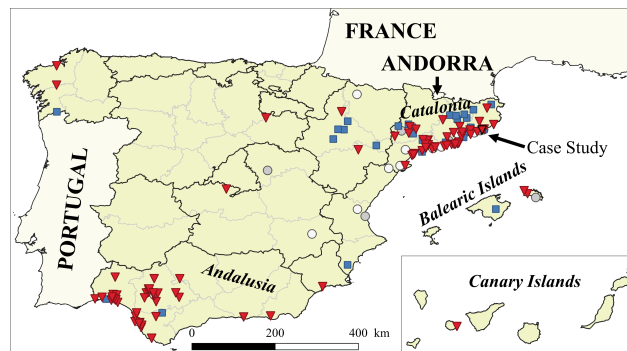 FRANCE
ANDORRA
Catalonia
Case Study
Balearic Islands
PORTUGAL
Andalusia
Canary Islands
0 200 400 km